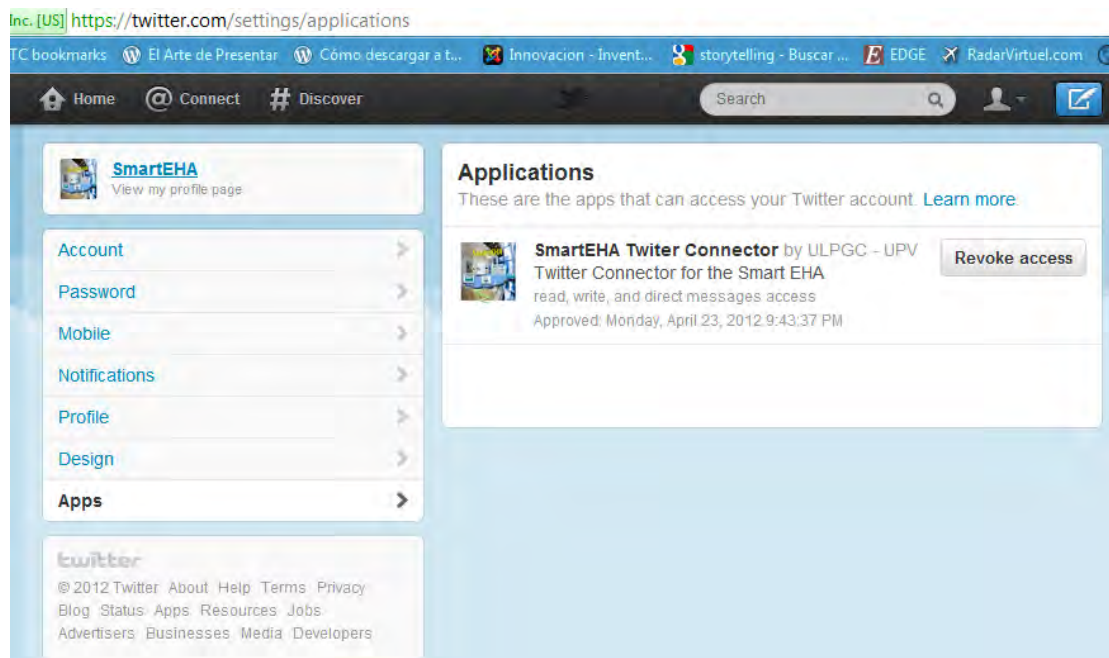 Inc. [US] https://twitter.com/settings/applications
TC bookmarks El Arte de Presentar Cómo descargar a t... Innovacion - Invent... storytelling - Buscar ... EDGE RadarVirtuel.com
Home @ Connect # Discover Search
SmartEHA
View my profile page
Account
Password
Mobile
Notifications
Profile
Design
Apps
twitter
© 2012 Twitter About Help Terms Privacy
Blog Status Apps Resources Jobs
Advertisers Businesses Media Developers
Applications
These are the apps that can access your Twitter account. Learn more
SmartEHA Twiter Connector by ULPGC - UPV
Twitter Connector for the Smart EHA
read, write, and direct messages access
Approved: Monday, April 23, 2012 9:43:37 PM
Revoke access